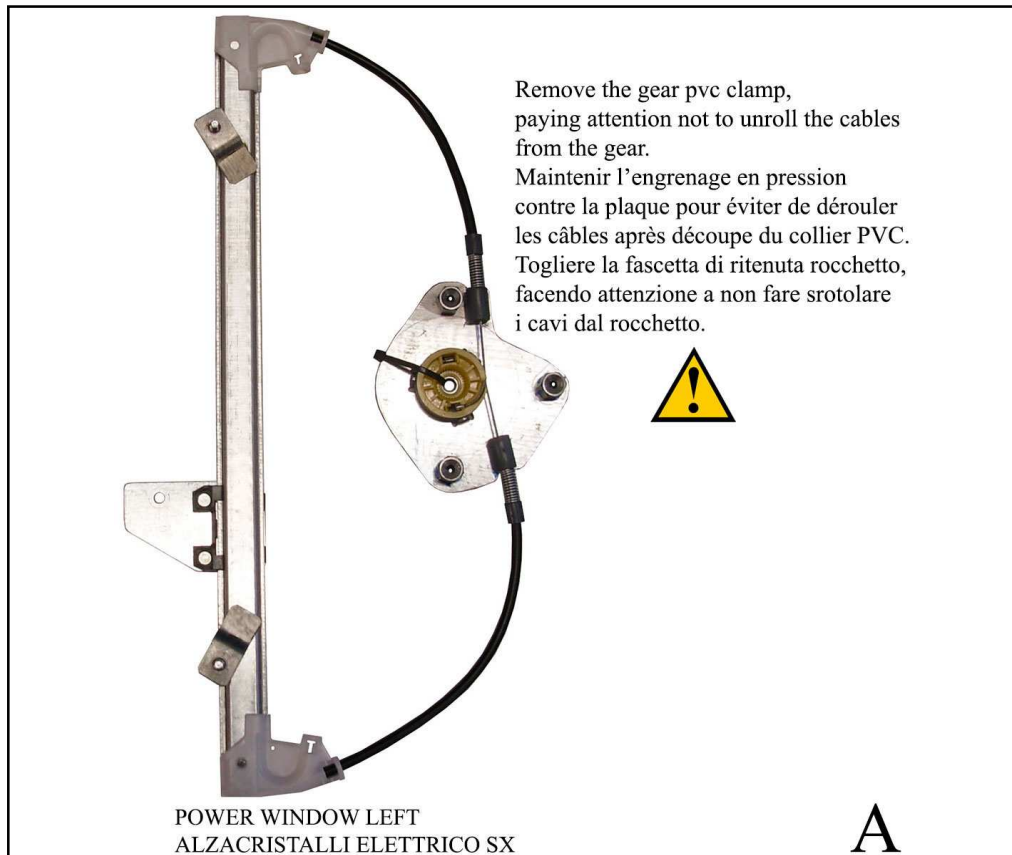 Remove the gear pvc clamp,
paying attention not to unroll the cables
from the gear.
Maintenir l’engrenage en pression
contre la plaque pour éviter de dérouler
les câbles après découpe du collier PVC.
Togliere la fascetta di ritenuta rocchetto,
facendo attenzione a non fare srotolare
i cavi dal rocchetto.
POWER WINDOW LEFT
ALZACRISTALLI ELETTRICO SX
A